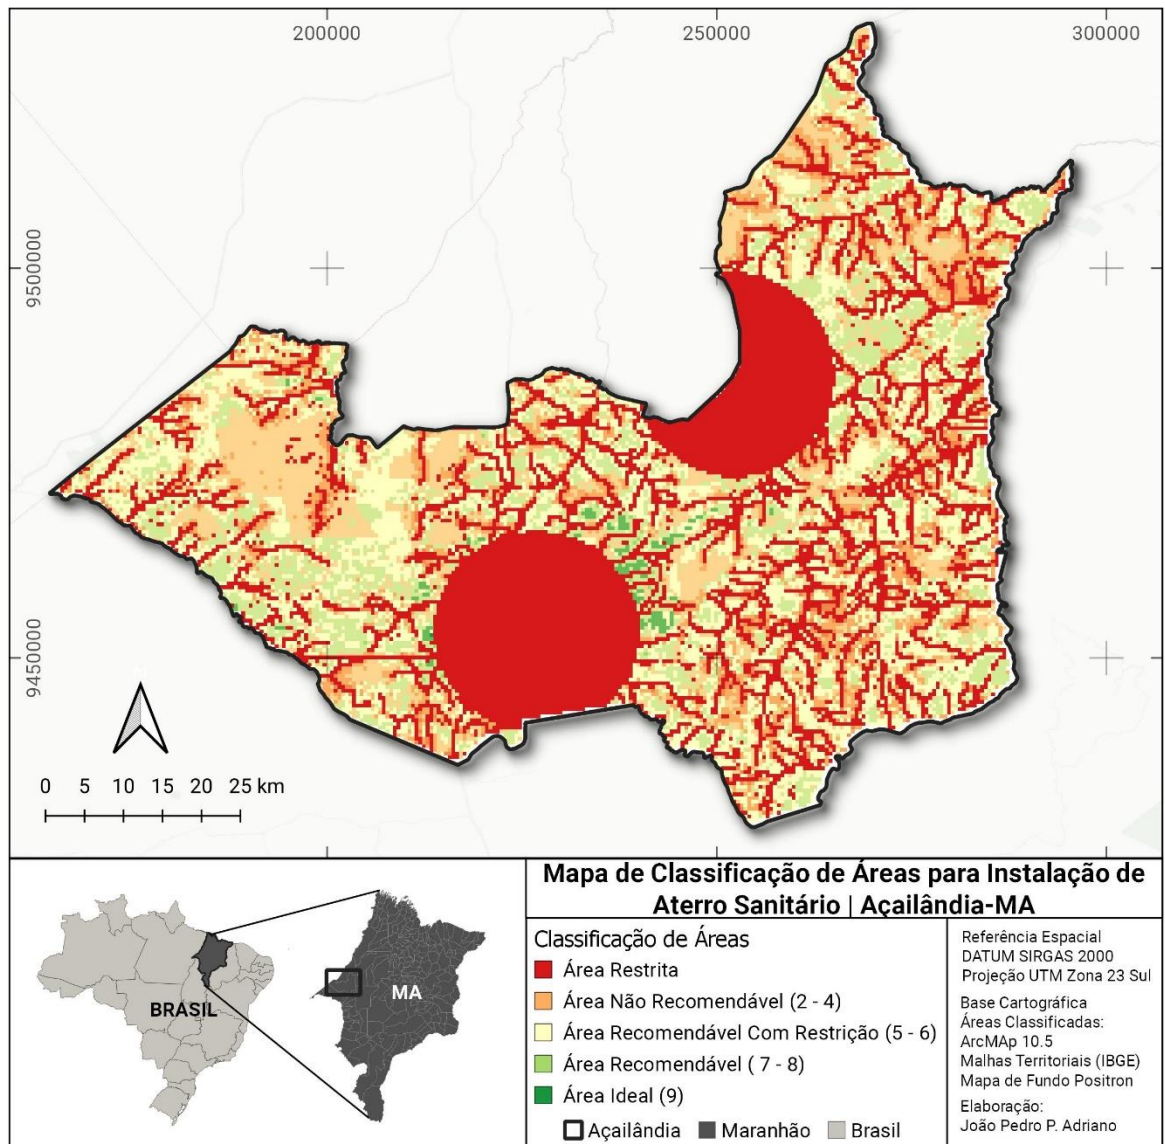 200000
250000
300000
9500000
9450000
0 5 10 15 20 25 km
BRASIL
MA
Mapa de Classificação de Áreas para Instalação de
Aterro Sanitário | Açailândia-MA
Classificação de Áreas
Área Restrita
Área Não Recomendável (2 - 4)
Área Recomendável Com Restrição (5 - 6)
Área Recomendável ( 7 - 8)
Área Ideal (9)
Açailândia Maranhão Brasil
Referência Espacial
DATUM SIRGAS 2000
Projeção UTM Zona 23 Sul
Base Cartográfica
Áreas Classificadas:
ArcMAp 10.5
Malhas Territoriais (IBGE)
Mapa de Fundo Positron
Elaboração:
João Pedro P. Adriano